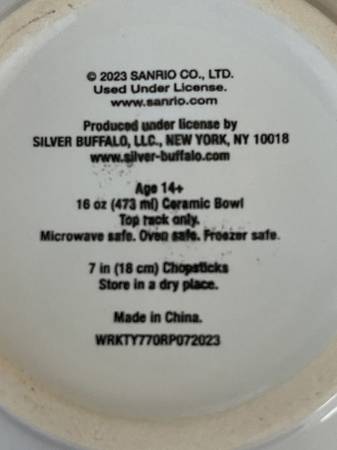 © 2023 SANRIO CO., LTD.
Used Under License.
www.sanrio.com
Produced under license by
SILVER BUFFALO, LLC., NEW YORK, NY 10018
www.silver-buffalo.com
Age 14+
16 oz (473 ml) Ceramic Bowl
Top rack only.
Microwave safe. Oven safe. Freezer safe.
7 in (18 cm) Chopsticks
Store in a dry place.
Made in China.
WRKTY770RP072023